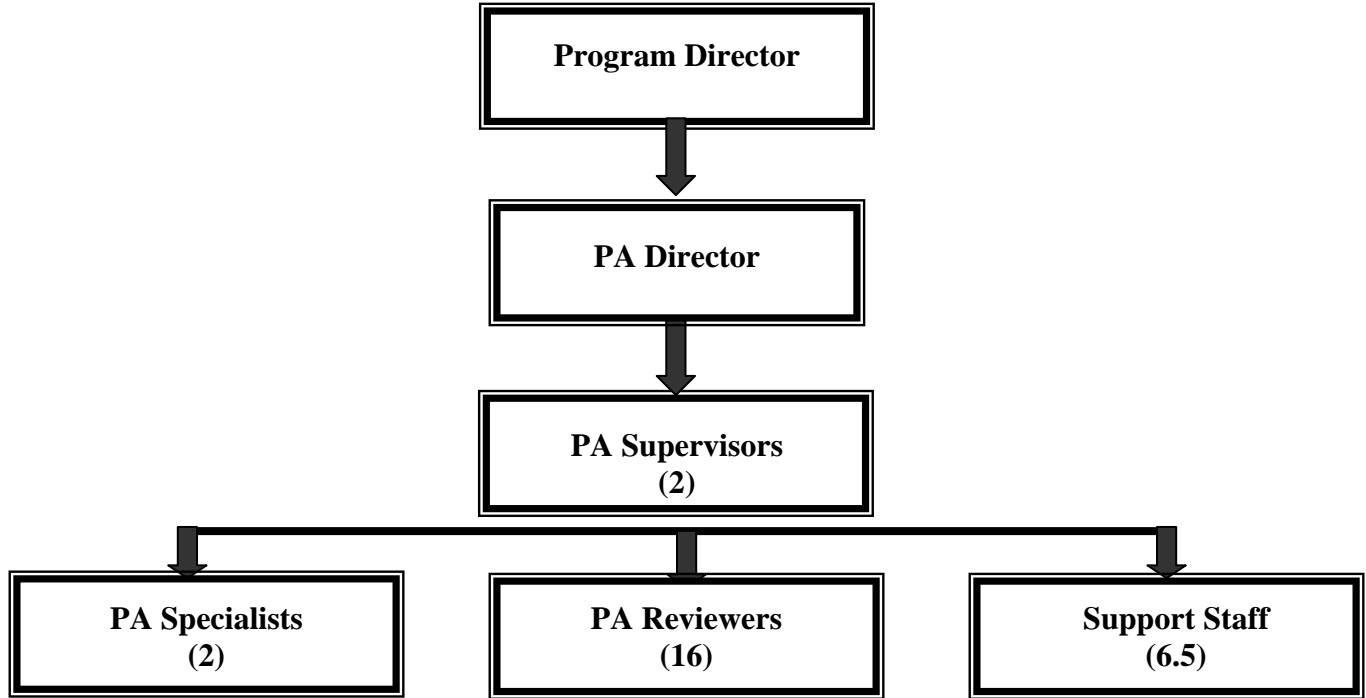 Program Director
PA Director
PA Supervisors
(2)
PA Specialists
(2)
PA Reviewers
(16)
Support Staff
(6.5)